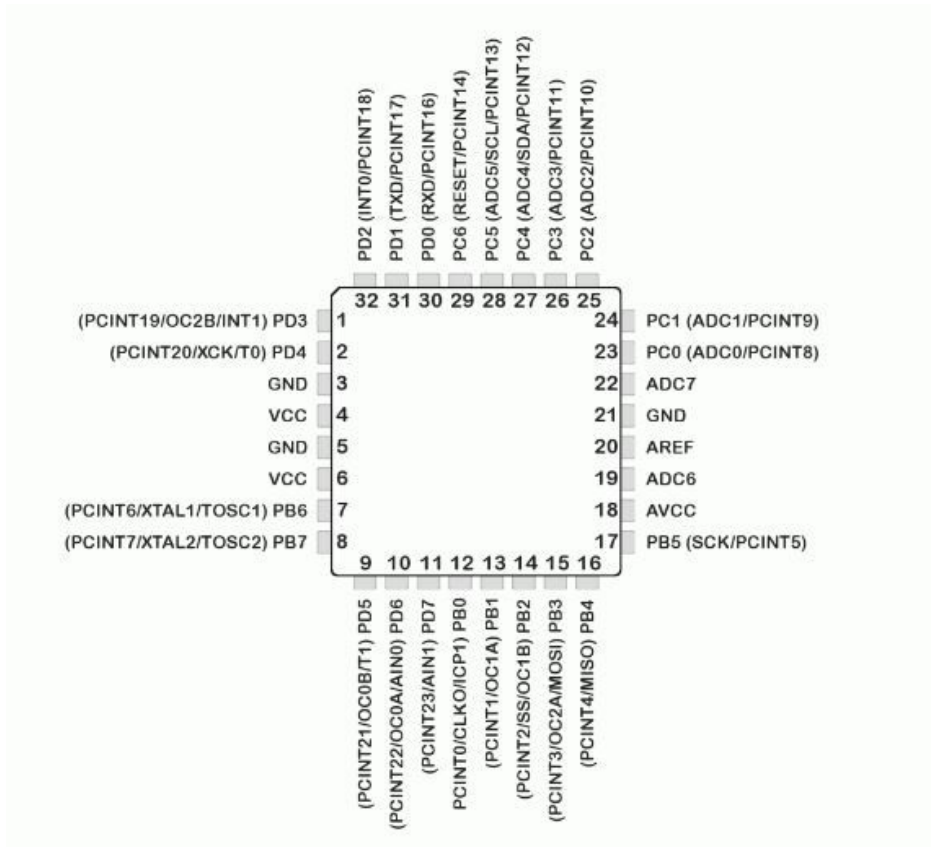 PD2 (INT0/PCINT18)
PD1 (TXD/PCINT17)
PD0 (RXD/PCINT16)
PC6 (RESET/PCINT14)
PC5 (ADC5/SCL/PCINT13)
PC4 (ADC4/SDA/PCINT12)
PC3 (ADC3/PCINT11)
PC2 (ADC2/PCINT10)
32 31 30 29 28 27 26 25
(PCINT19/OC2B/INT1) PD3 1
(PCINT20/XCK/T0) PD4 2
GND 3
VCC 4
GND 5
VCC 6
(PCINT6/XTAL1/TOSC1) PB6 7
(PCINT7/XTAL2/TOSC2) PB7 8
24 PC1 (ADC1/PCINT9)
23 PC0 (ADC0/PCINT8)
22 ADC7
21 GND
20 AREF
19 ADC6
18 AVCC
17 PB5 (SCK/PCINT5)
9 10 11 12 13 14 15 16
(PCINT21/OC0B/T1) PD5
(PCINT22/OC0A/AIN0) PD6
(PCINT23/AIN1) PD7
PCINT0/CLKO/ICP1) PB0
(PCINT1/OC1A) PB1
(PCINT2/SS/OC1B) PB2
(PCINT3/OC2A/MOSI) PB3
(PCINT4/MISO) PB4